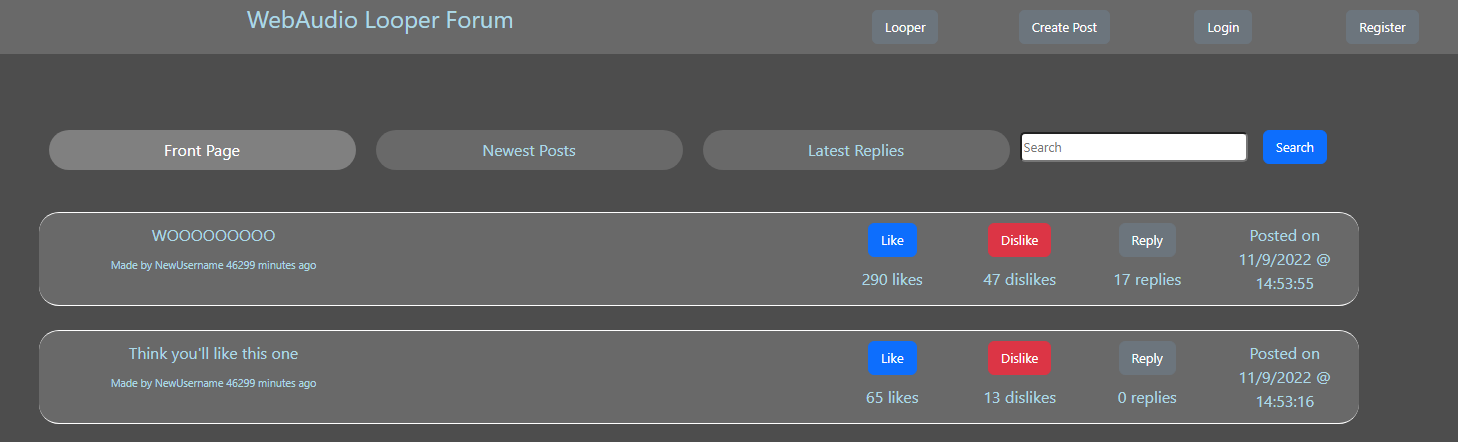 WebAudio Looper Forum
Looper
Create Post
Login
Register
Front Page
Newest Posts
Latest Replies
Search
Search
WOOOOOOOOO
Made by NewUsername 46299 minutes ago
Like
290 likes
Dislike
47 dislikes
Reply
17 replies
Posted on
11/9/2022 @
14:53:55
Think you'll like this one
Made by NewUsername 46299 minutes ago
Like
65 likes
Dislike
13 dislikes
Reply
0 replies
Posted on
11/9/2022 @
14:53:16